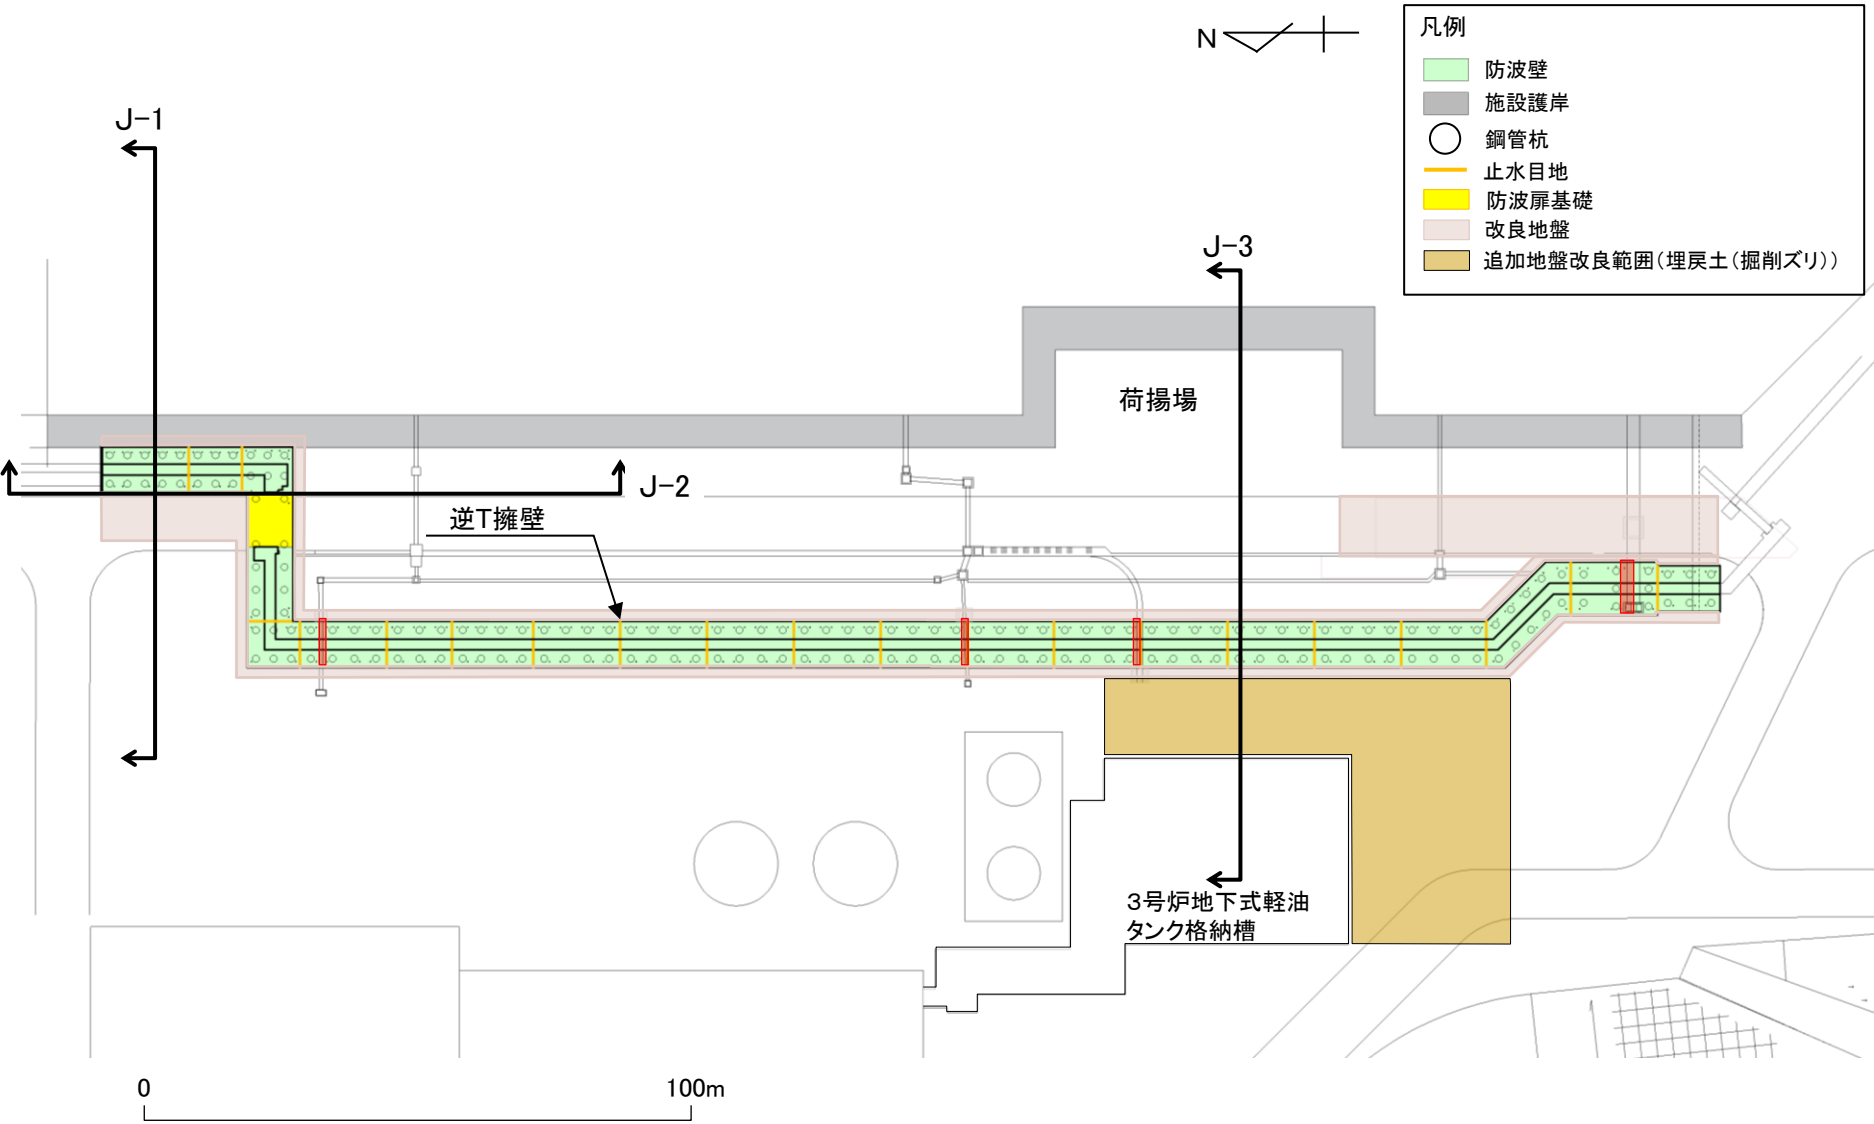 N
凡例
防波壁
施設護岸
鋼管杭
止水目地
防波扉基礎
改良地盤
追加地盤改良範囲(埋戻土(掘削ズリ))
J-1
J-3
荷揚場
J-2
逆T擁壁
3号炉地下式軽油
タンク格納槽
0
100m